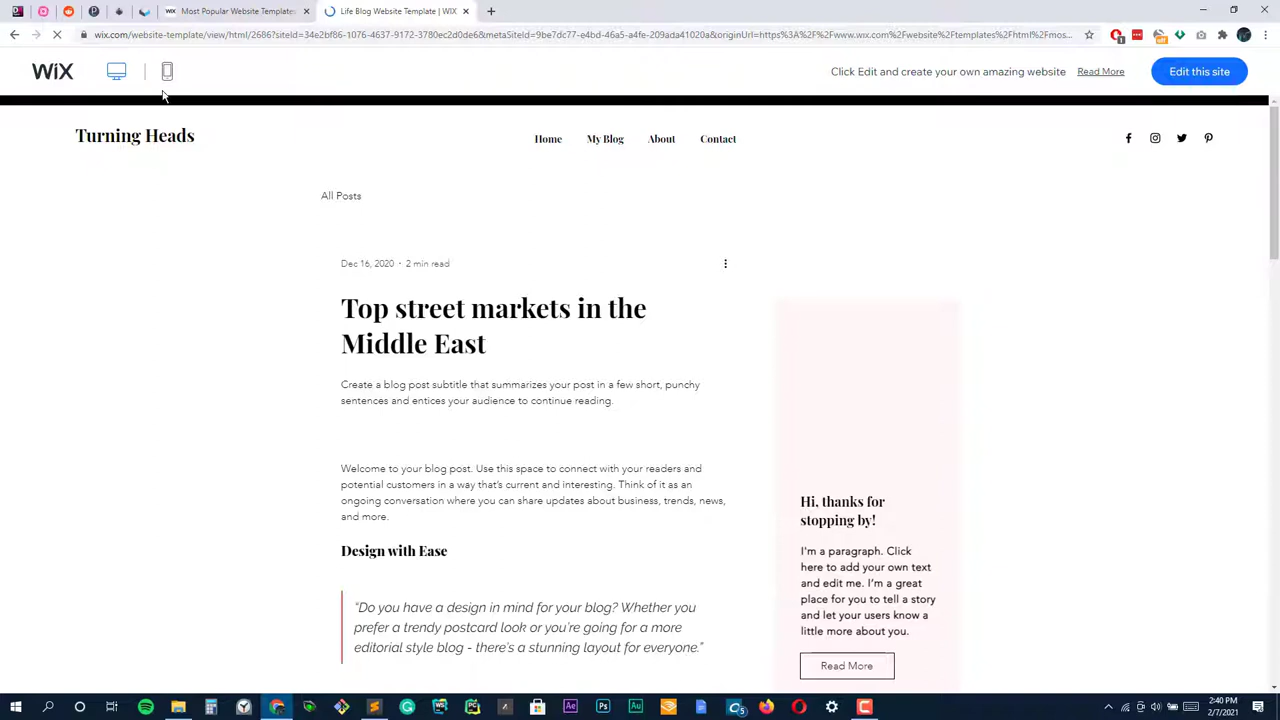 Most Popular Website Templates
Life Blog Website Template | WIX
wixing.com/website-template/view/html/2686?siteId=34e2bf86-1076-4637-9172-3780ec2d0de6&metaSiteId=9be7dc77-adf0-c960-a4d5-a4fe-209ada41020a&originUrl=https%3A%2F%2Fwww.wix.com%2Fwebsite%2Ftemplates%2Fhtml%2Fmos...
WiX
Click Edit and create your own amazing website Read More Edit this site
Turning Heads
Home My Blog About Contact
All Posts
Dec 16, 2020 · 2 min read
Top street markets in the
Middle East
Create a blog post subtitle that summarizes your post in a few short, punchy
sentences and entices your audience to continue reading.
Welcome to your blog post. Use this space to connect with your readers and
potential customers in a way that's current and interesting. Think of it as an
ongoing conversation where you can share updates about business, trends, news,
and more.
Design with Ease
"Do you have a design in mind for your blog? Whether you
prefer a trendy postcard look or you're going for a more
editorial style blog - there's a stunning layout for everyone."
Hi, thanks for
stopping by!
I'm a paragraph. Click
here to add your own text
and edit me. I'm a great
place for you to tell a story
and let your users know a
little more about you.
Read More
2:40 PM
2/7/2021